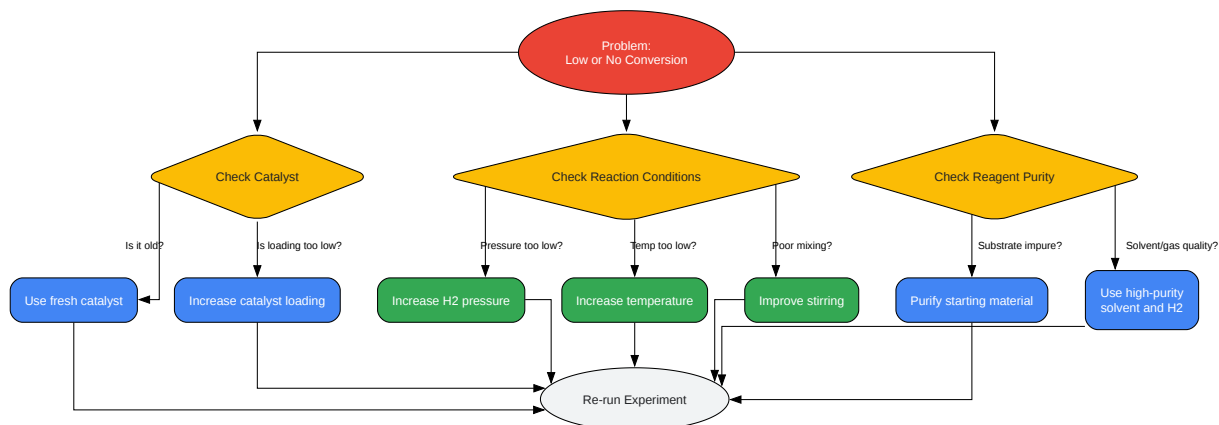 Problem:
Low or No Conversion
Check Catalyst
Check Reaction Conditions
Check Reagent Purity
Is it old?
Is loading too low?
Pressure too low?
Temp too low?
Poor mixing?
Substrate impure?
Solvent/gas quality?
Use fresh catalyst
Increase catalyst loading
Increase H2 pressure
Increase temperature
Improve stirring
Purify starting material
Use high-purity
solvent and H2
Re-run Experiment